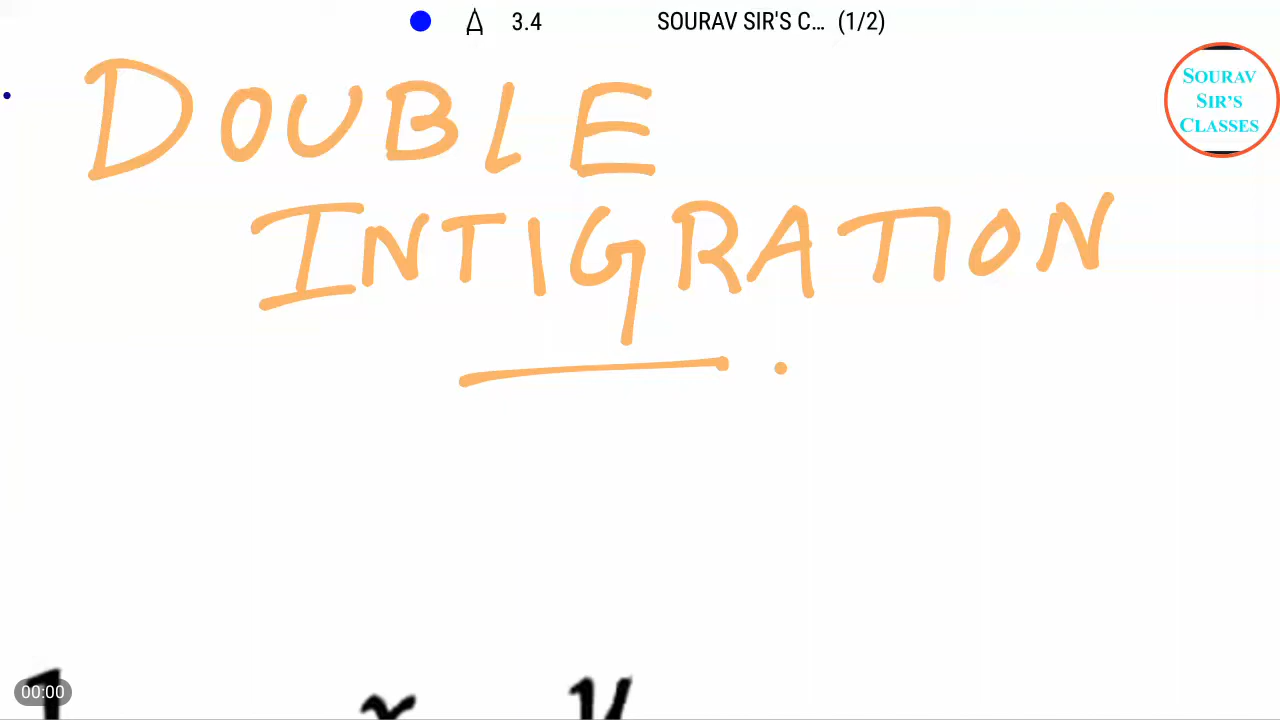 3.4 SOURAV SIR'S C... (1/2)
SOURAV
SIR'S
CLASSES
DOUBLE
INTIGRATION
00:00